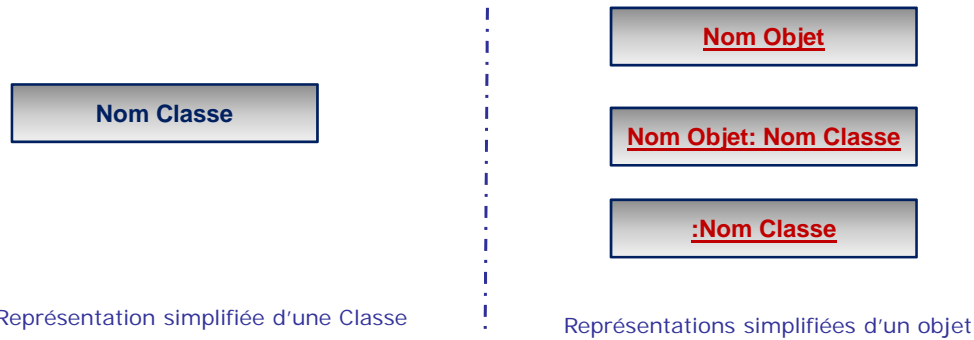 Nom Classe
Représentation simplifiée d'une Classe
Nom Objet
Nom Objet: Nom Classe
:Nom Classe
Représentations simplifiées d'un objet